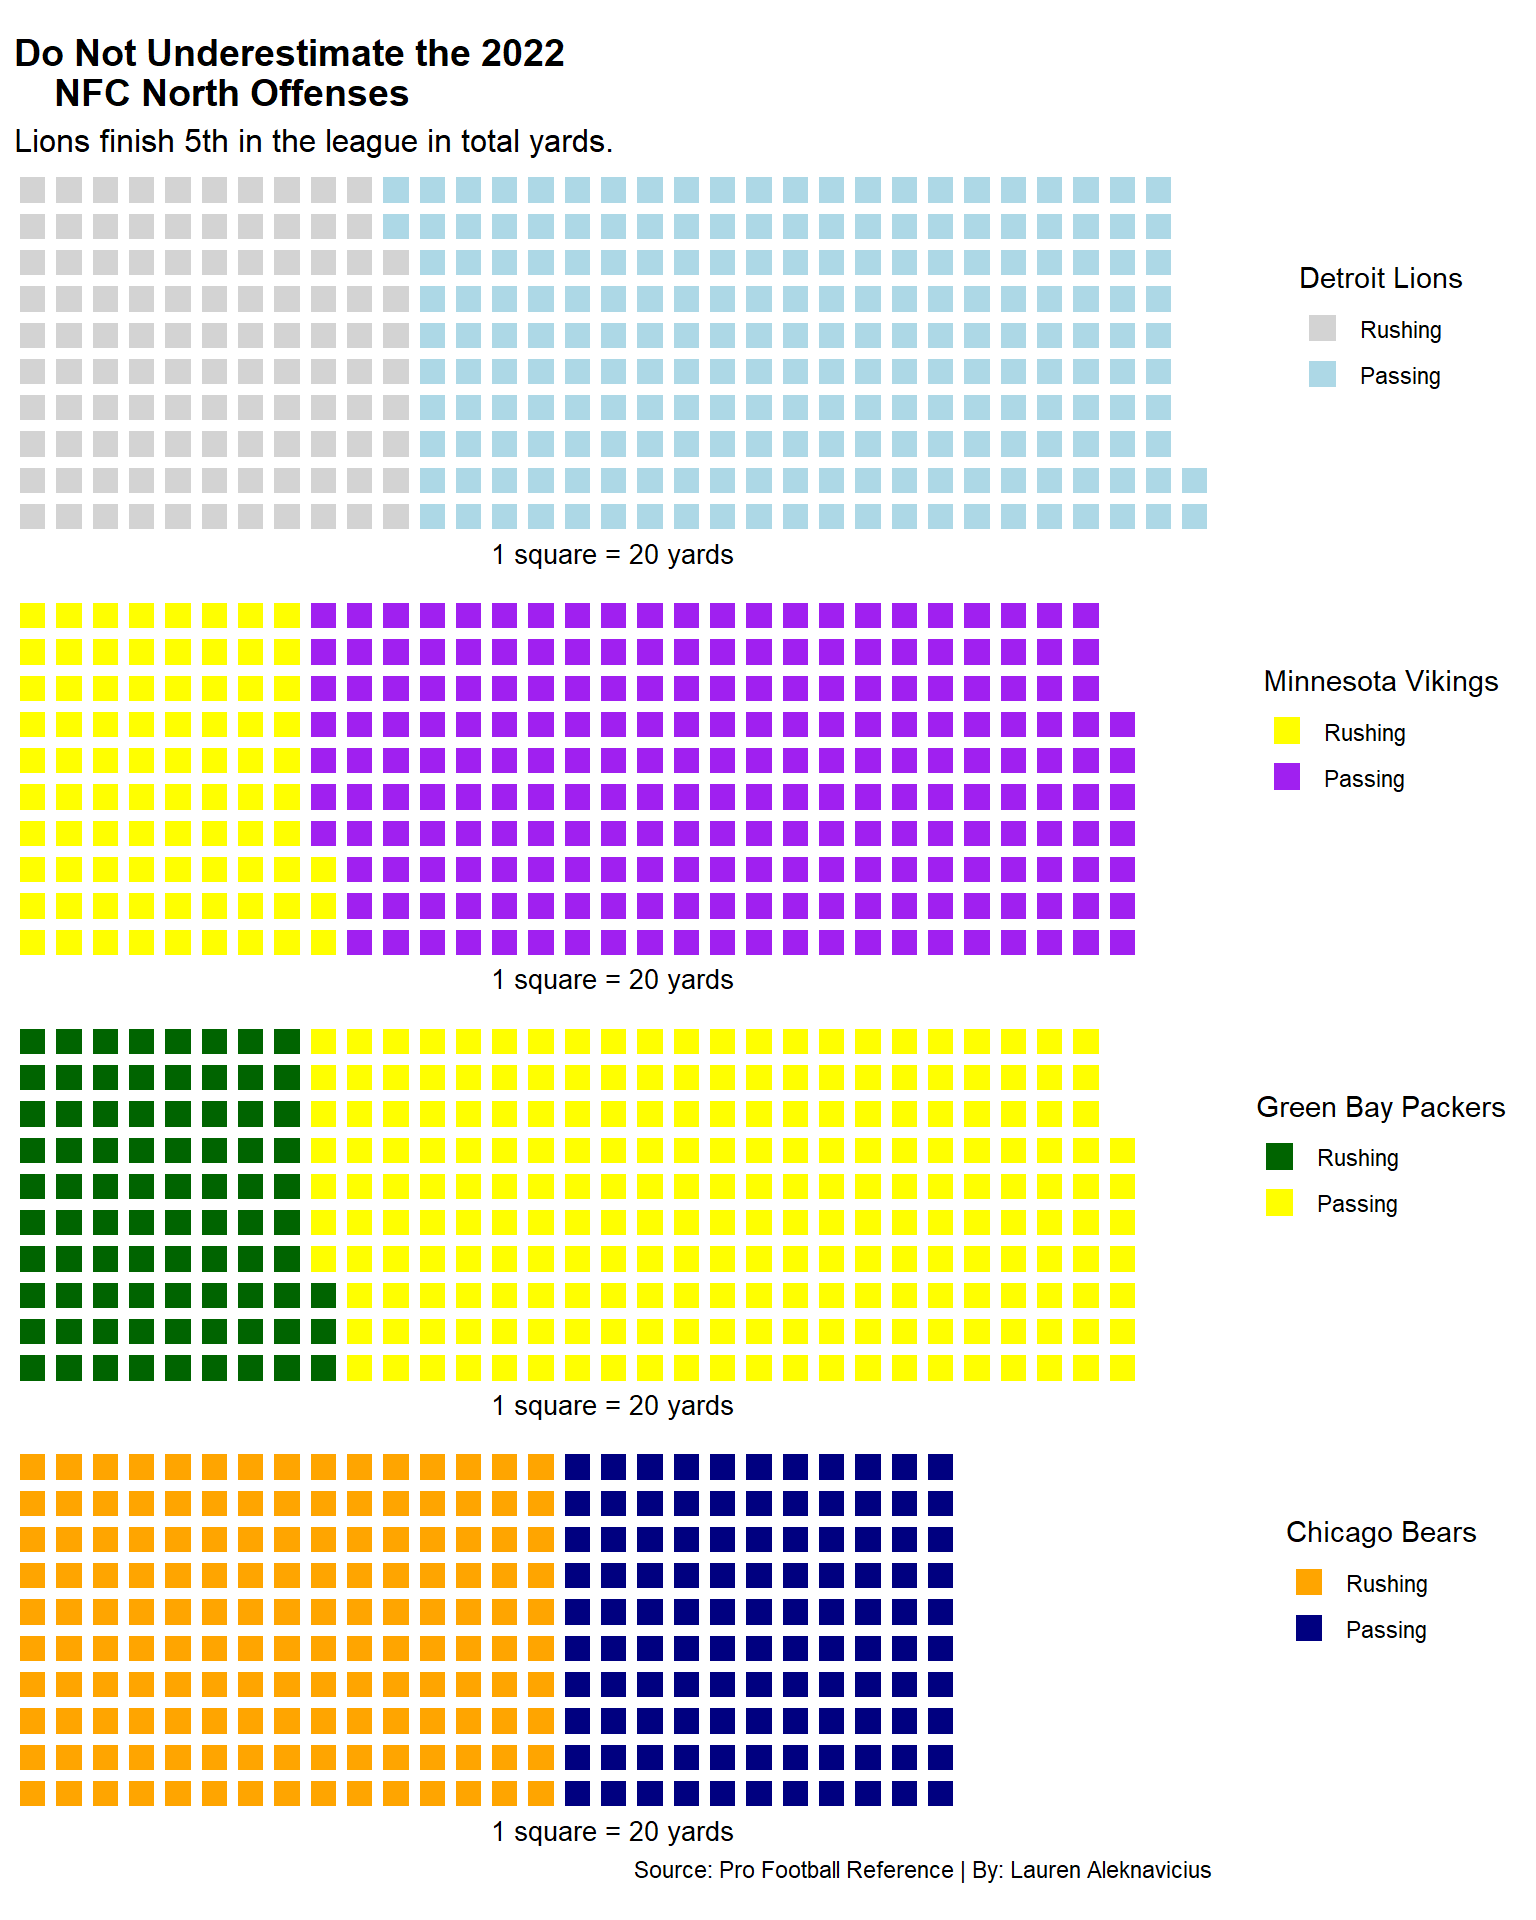 Do Not Underestimate the 2022
NFC North Offenses
Lions finish 5th in the league in total yards.
Detroit Lions
Rushing
Passing
1 square = 20 yards
Minnesota Vikings
Rushing
Passing
1 square = 20 yards
Green Bay Packers
Rushing
Passing
1 square = 20 yards
Chicago Bears
Rushing
Passing
1 square = 20 yards
Source: Pro Football Reference | By: Lauren Aleknavicius